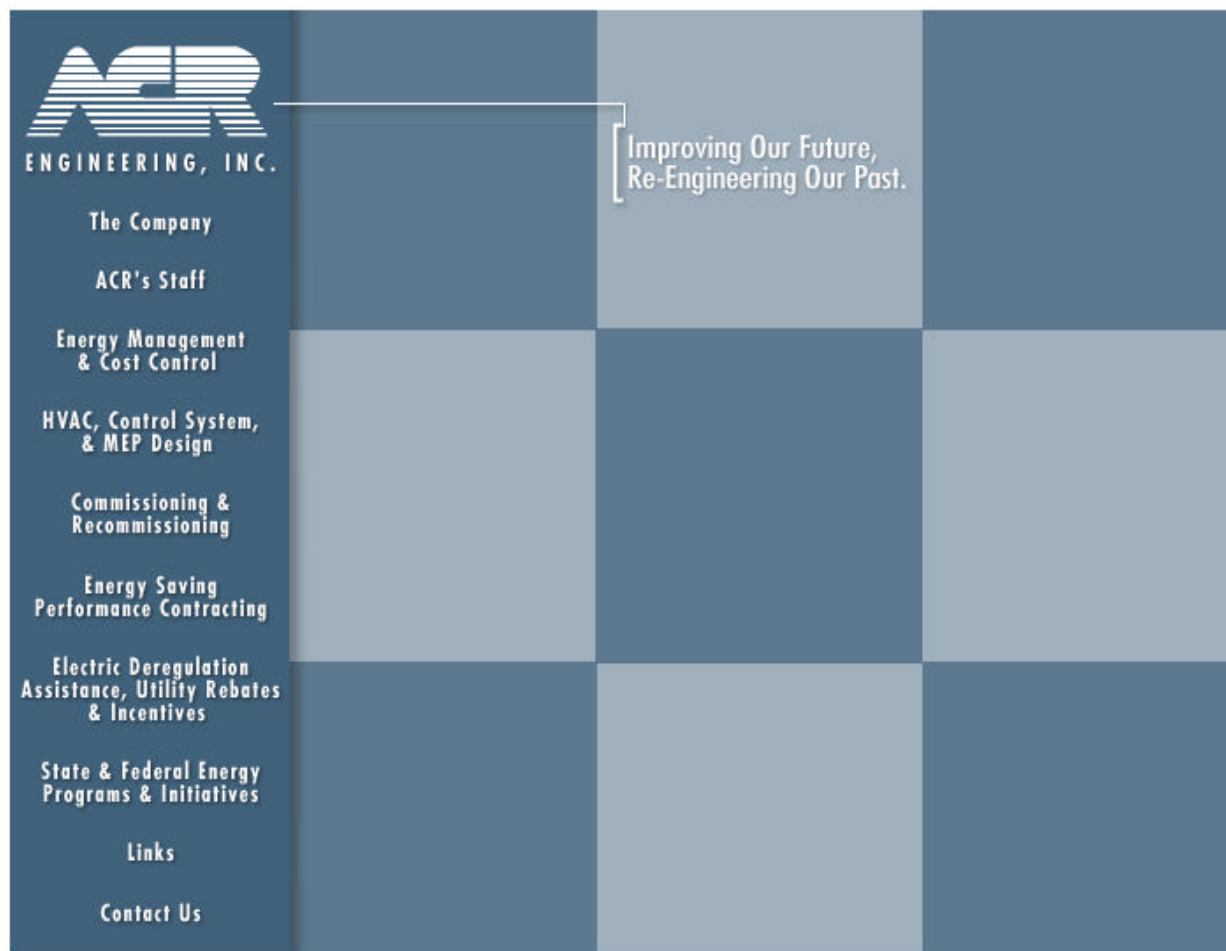 ACR
ENGINEERING, INC.
Improving Our Future,
Re-Engineering Our Past.
The Company
ACR's Staff
Energy Management
& Cost Control
HVAC, Control System,
& MEP Design
Commissioning &
Recommissioning
Energy Saving
Performance Contracting
Electric Deregulation
Assistance, Utility Rebates
& Incentives
State & Federal Energy
Programs & Initiatives
Links
Contact Us